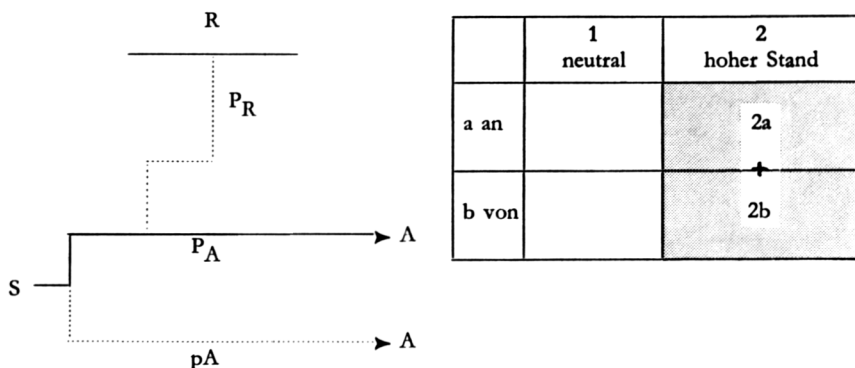 R
P_R
P_A
A
S
pA
A
1
neutral
2
hoher Stand
a an
2a
+
b von
2b